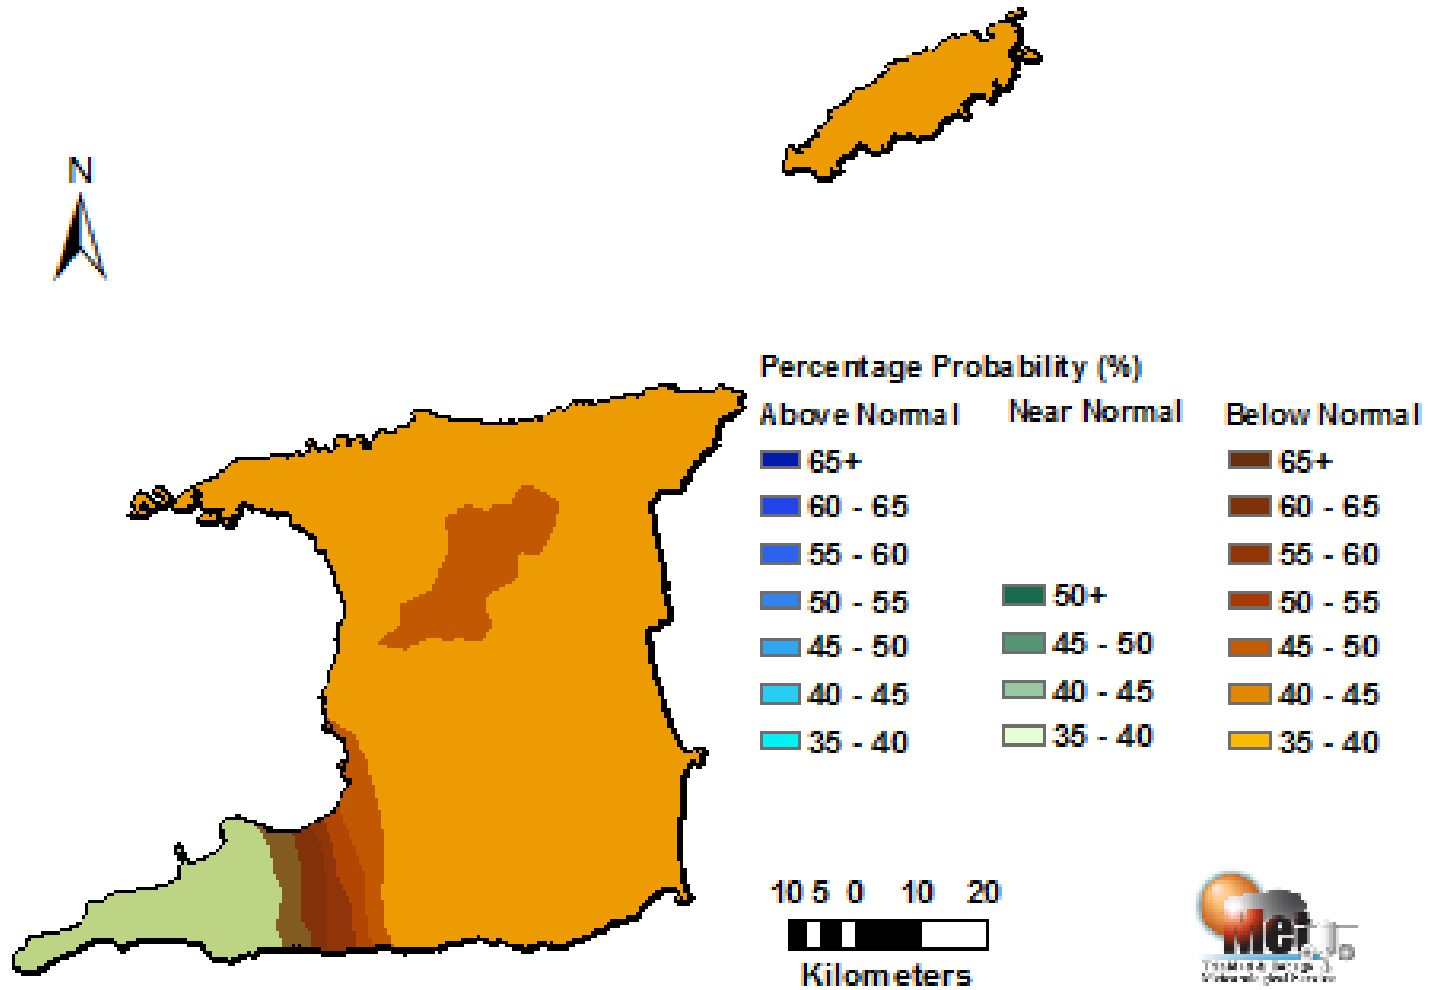 N
Percentage Probability (%)
Above Normal Near Normal Below Normal
65+ 65+
60 - 65 60 - 65
55 - 60 55 - 60
50 - 55 50+ 50 - 55
45 - 50 45 - 50 45 - 50
40 - 45 40 - 45 40 - 45
35 - 40 35 - 40 35 - 40
10 5 0 10 20
Kilometers
Met